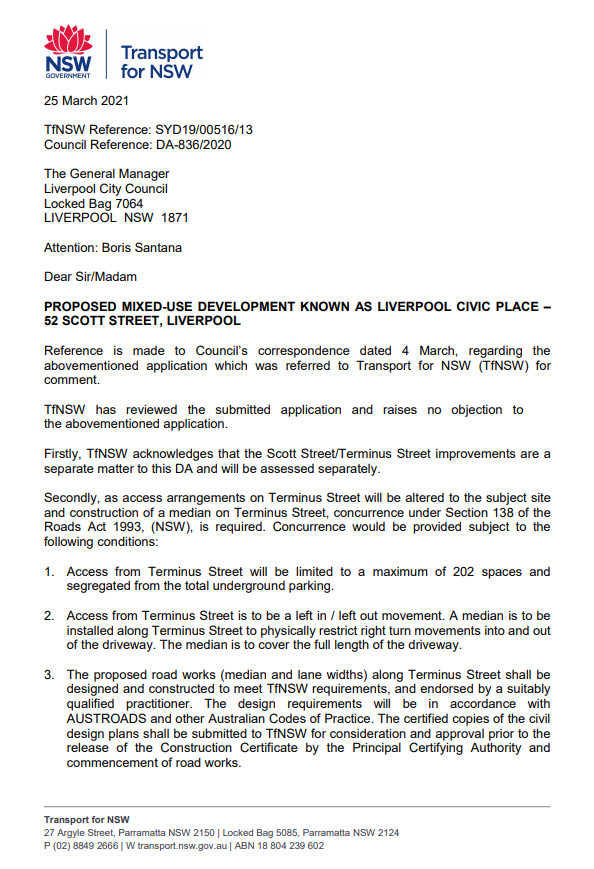 NSW
GOVERNMENT
Transport
for NSW
25 March 2021
TfNSW Reference: SYD19/00516/13
Council Reference: DA-836/2020
The General Manager
Liverpool City Council
Locked Bag 7064
LIVERPOOL NSW 1871
Attention: Boris Santana
Dear Sir/Madam
PROPOSED MIXED-USE DEVELOPMENT KNOWN AS LIVERPOOL CIVIC PLACE –
52 SCOTT STREET, LIVERPOOL
Reference is made to Council's correspondence dated 4 March, regarding the
abovementioned application which was referred to Transport for NSW (TfNSW) for
comment.
TfNSW has reviewed the submitted application and raises no objection to
the abovementioned application.
Firstly, TfNSW acknowledges that the Scott Street/Terminus Street improvements are a
separate matter to this DA and will be assessed separately.
Secondly, as access arrangements on Terminus Street will be altered to the subject site
and construction of a median on Terminus Street, concurrence under Section 138 of the
Roads Act 1993, (NSW), is required. Concurrence would be provided subject to the
following conditions:
1. Access from Terminus Street will be limited to a maximum of 202 spaces and
segregated from the total underground parking.
2. Access from Terminus Street is to be a left in / left out movement. A median is to be
installed along Terminus Street to physically restrict right turn movements into and out
of the driveway. The median is to cover the full length of the driveway.
3. The proposed road works (median and lane widths) along Terminus Street shall be
designed and constructed to meet TfNSW requirements, and endorsed by a suitably
qualified practitioner. The design requirements will be in accordance with
AUSTROADS and other Australian Codes of Practice. The certified copies of the civil
design plans shall be submitted to TfNSW for consideration and approval prior to the
release of the Construction Certificate by the Principal Certifying Authority and
commencement of road works.
Transport for NSW
27 Argyle Street, Parramatta NSW 2150 | Locked Bag 5085, Parramatta NSW 2124
P (02) 8849 2666 | W transport.nsw.gov.au | ABN 18 804 239 602